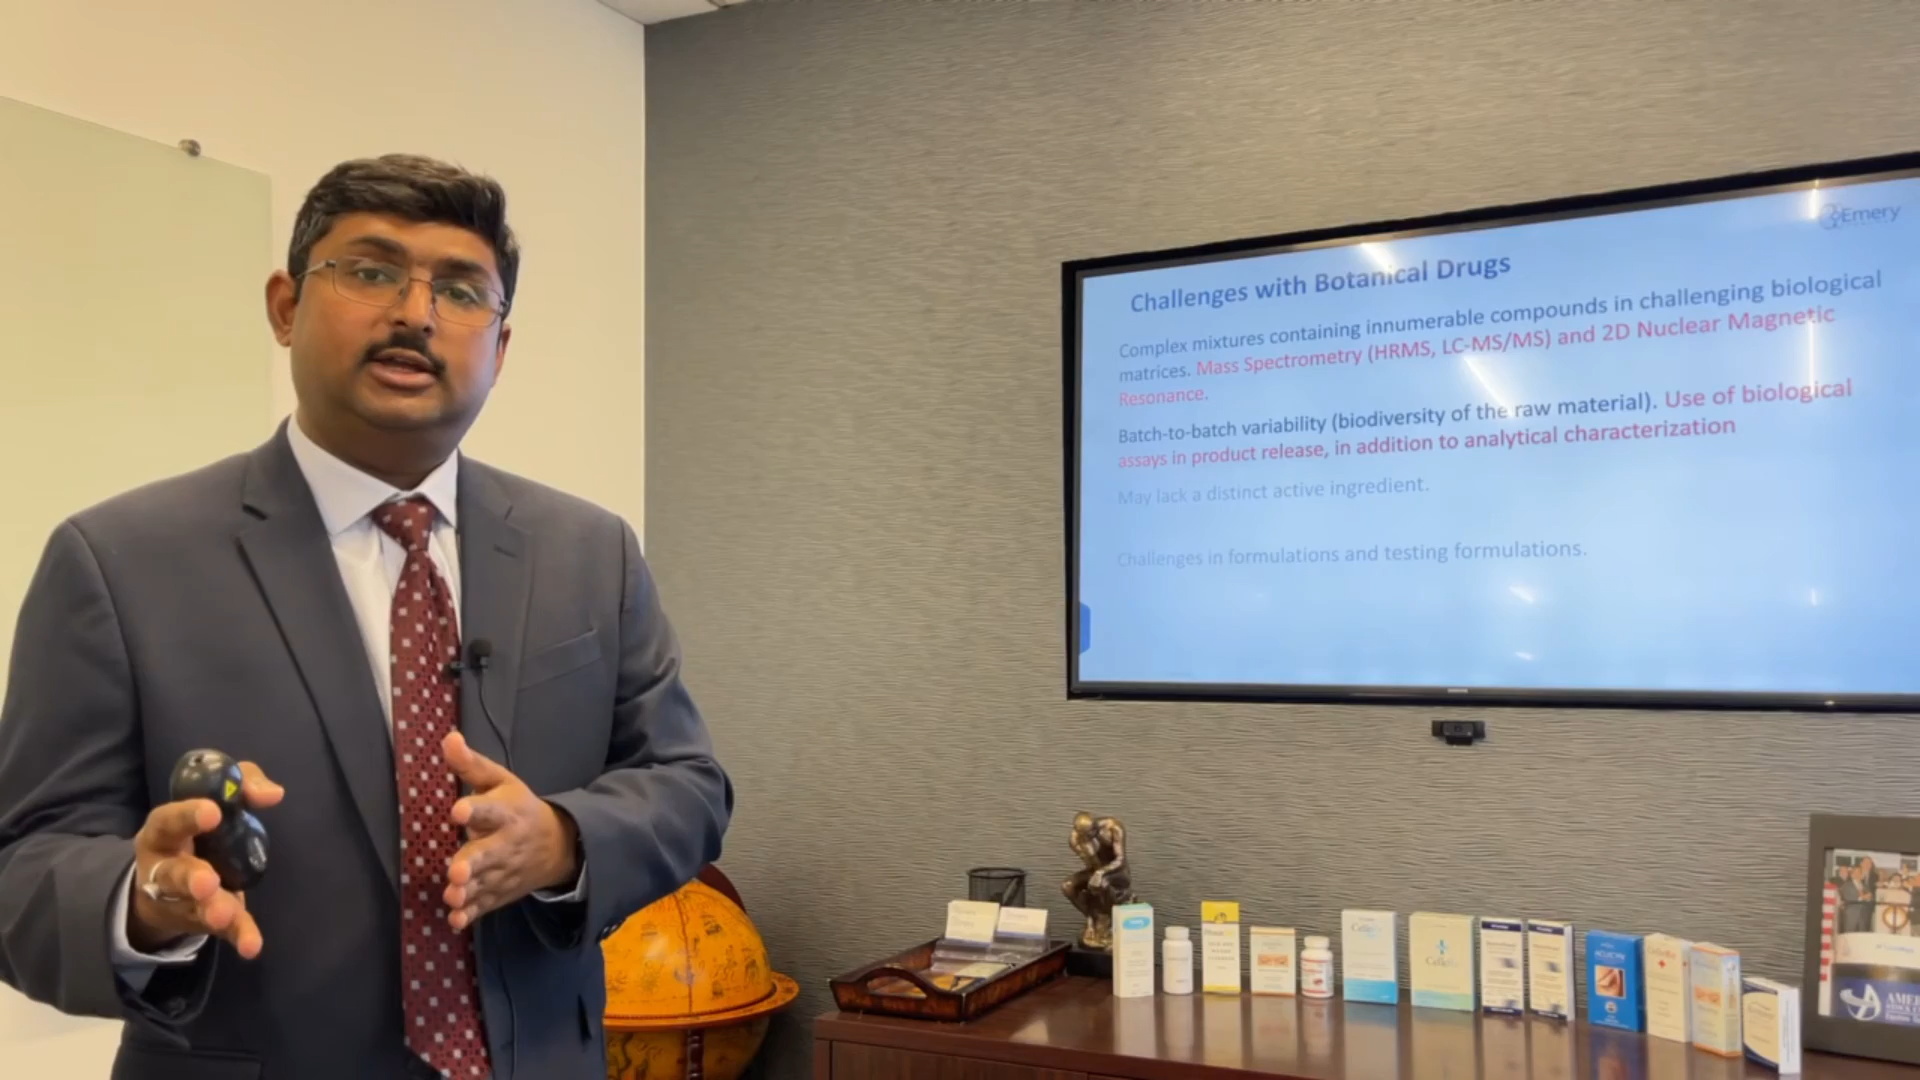 Emery
Challenges with Botanical Drugs
Complex mixtures containing innumerable compounds in challenging biological
matrices. Mass Spectrometry (HRMS, LC-MS/MS) and 2D Nuclear Magnetic
Resonance.
Batch-to-batch variability (biodiversity of the raw material). Use of biological
assays in product release, in addition to analytical characterization
May lack a distinct active ingredient.
Challenges in formulations and testing formulations.